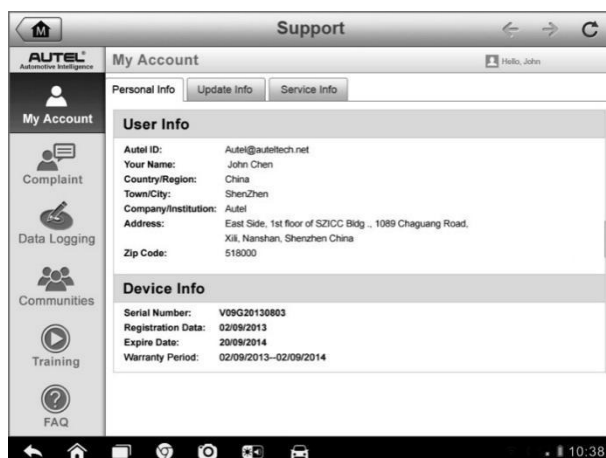 M
Support
AUTEL®
Automotive Intelligence
My Account
Hello, John
My Account
Personal Info
Update Info
Service Info
User Info
Autel ID: Autel@auteltech.net
Your Name: John Chen
Country/Region: China
Town/City: ShenZhen
Company/Institution: Autel
Address: East Side, 1st floor of SZICC Bldg ., 1089 Chaguang Road,
Xili, Nanshan, Shenzhen China
Zip Code: 518000
Device Info
Serial Number: V09G20130803
Registration Data: 02/09/2013
Expire Date: 20/09/2014
Warranty Period: 02/09/2013--02/09/2014
Complaint
Data Logging
Communities
Training
FAQ
10:38